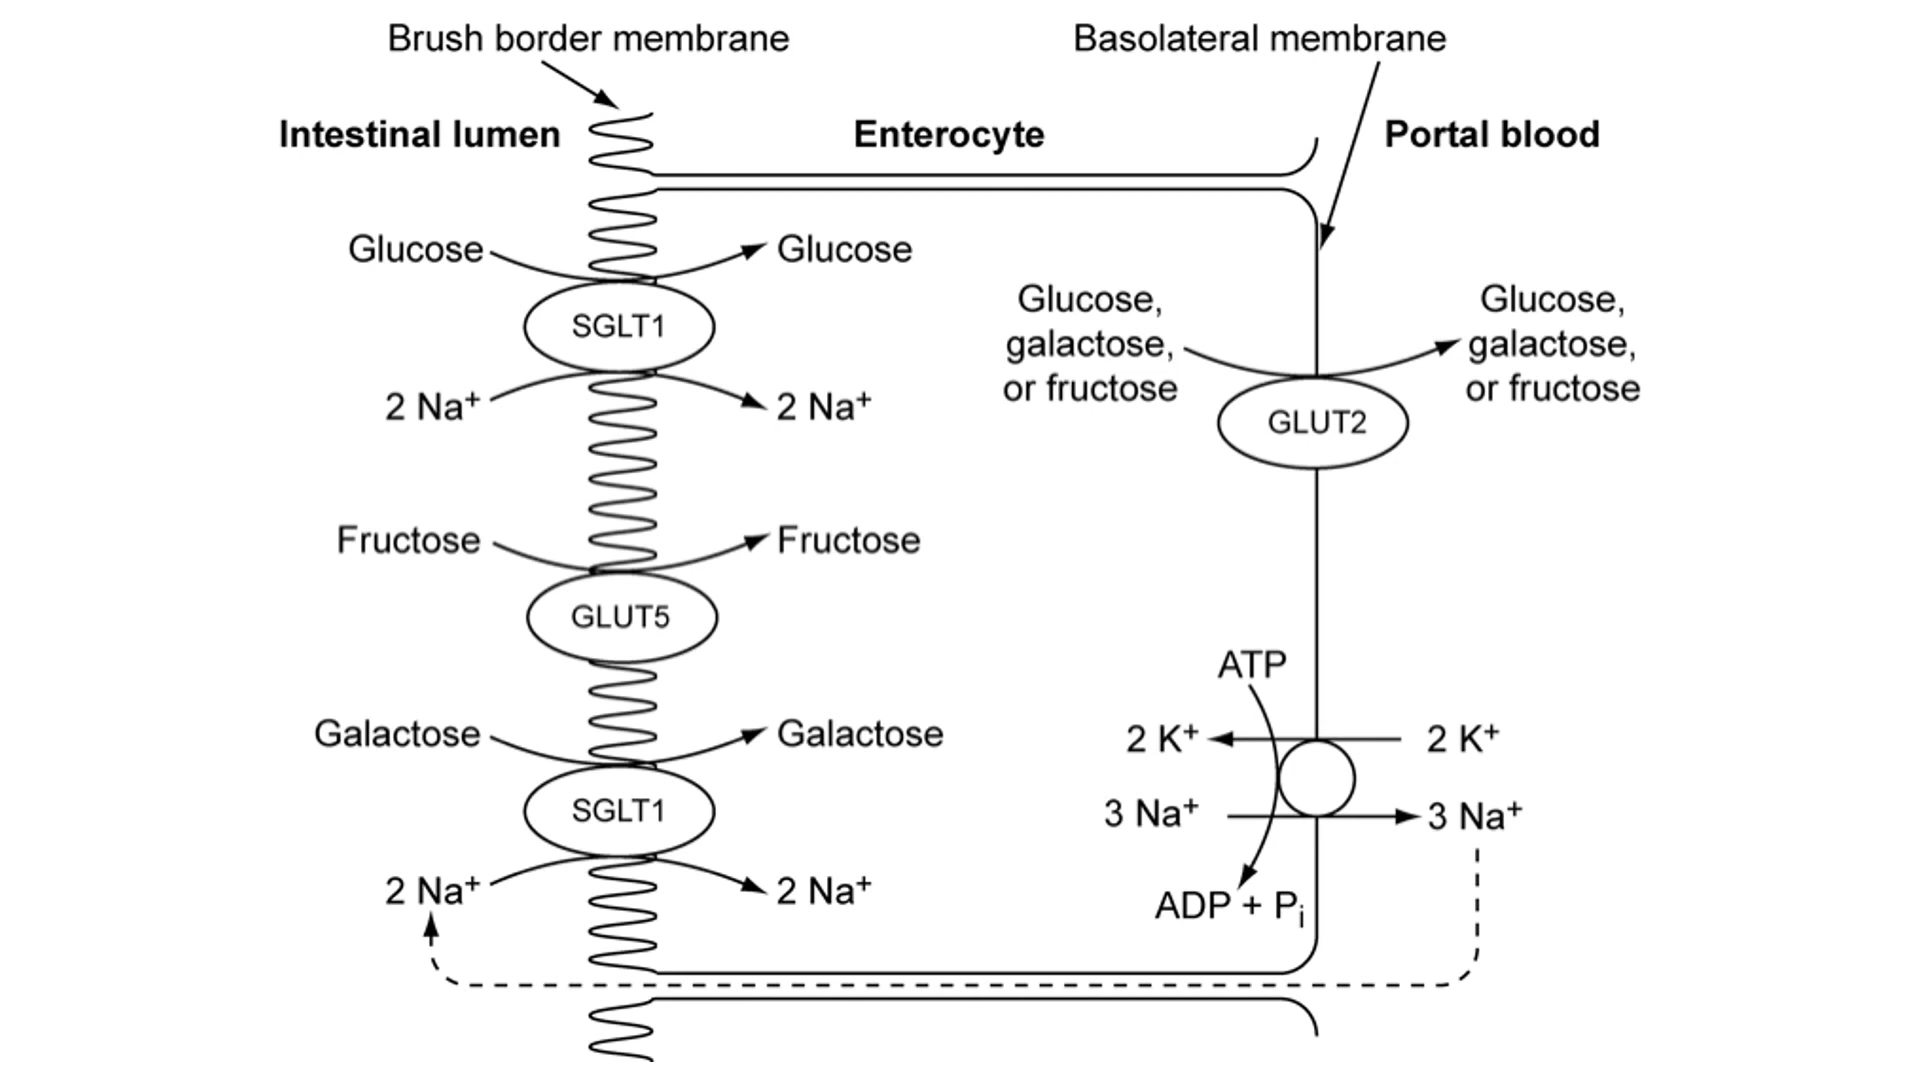 Brush border membrane
Basolateral membrane
Intestinal lumen
Enterocyte
Portal blood
Glucose
Glucose
SGLT1
2 Na⁺
2 Na⁺
Glucose,
galactose,
or fructose
Glucose,
galactose,
or fructose
GLUT2
Fructose
Fructose
GLUT5
Galactose
Galactose
SGLT1
2 Na⁺
2 Na⁺
ATP
2 K⁺
2 K⁺
3 Na⁺
3 Na⁺
ADP + Pᵢ